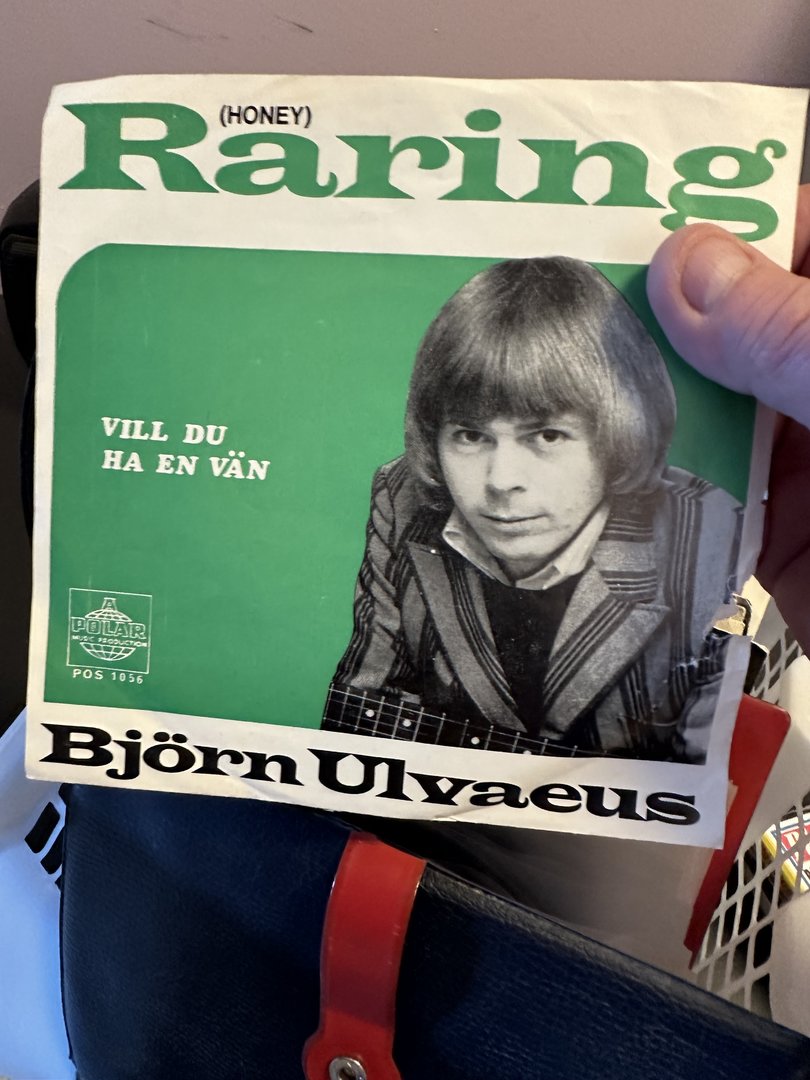 (HONEY)
Raring
VILL DU
HA EN VÄN
POLAR
MUSIC PRODUCTION
POS 1056
Björn Ulvaeus